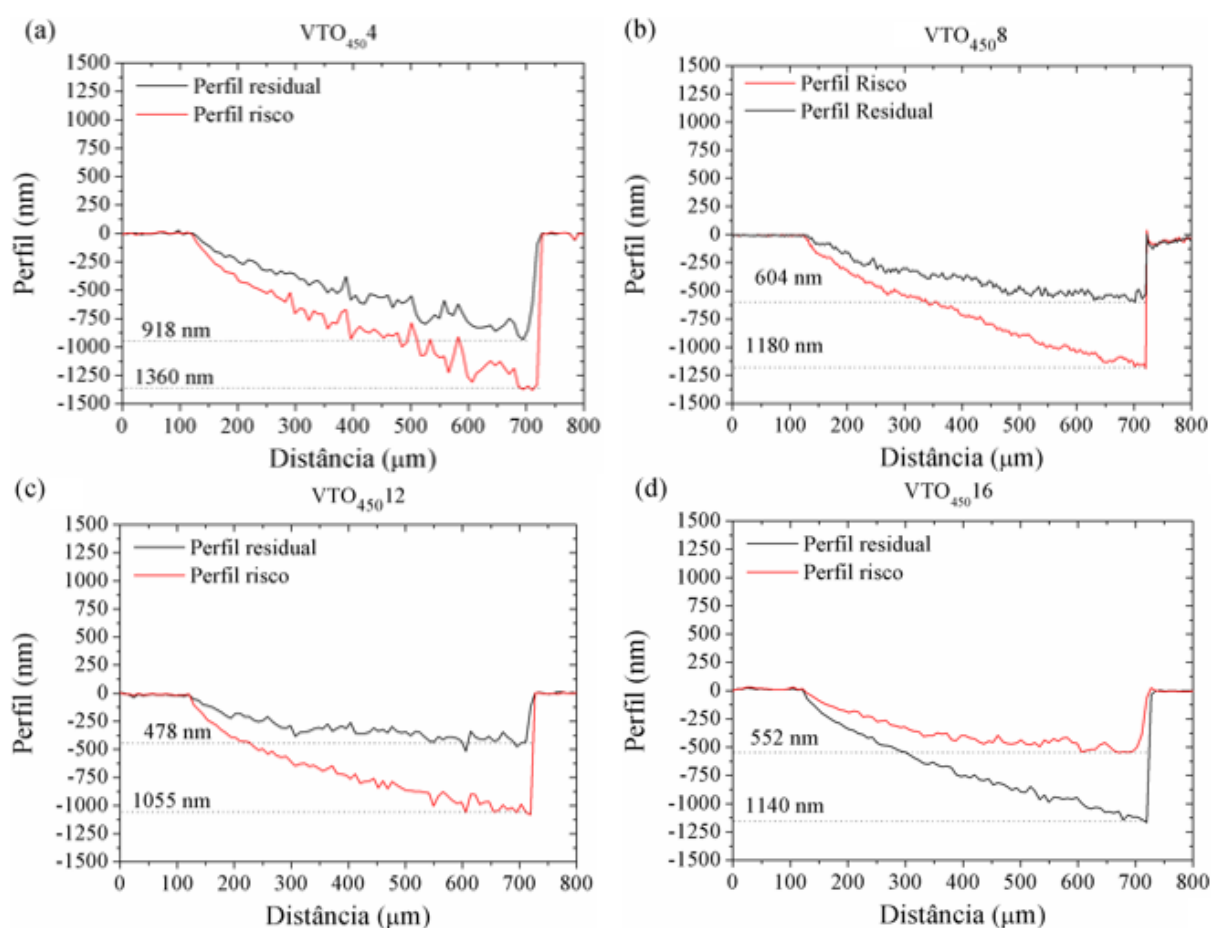 (a)
VTO₄₅₀4
1500
1250
1000
750
500
250
0
-250
-500
-750
-1000
-1250
-1500
Perfil (nm)
Perfil residual
Perfil risco
918 nm
1360 nm
0 100 200 300 400 500 600 700 800
Distância (μm)
(b)
VTO₄₅₀8
1500
1250
1000
750
500
250
0
-250
-500
-750
-1000
-1250
-1500
Perfil (nm)
Perfil Risco
Perfil Residual
604 nm
1180 nm
0 100 200 300 400 500 600 700 800
Distância (μm)
(c)
VTO₄₅₀12
1500
1250
1000
750
500
250
0
-250
-500
-750
-1000
-1250
-1500
Perfil (nm)
Perfil residual
Perfil risco
478 nm
1055 nm
0 100 200 300 400 500 600 700 800
Distância (μm)
(d)
VTO₄₅₀16
1500
1250
1000
750
500
250
0
-250
-500
-750
-1000
-1250
-1500
Perfil (nm)
Perfil residual
Perfil risco
552 nm
1140 nm
0 100 200 300 400 500 600 700 800
Distância (μm)